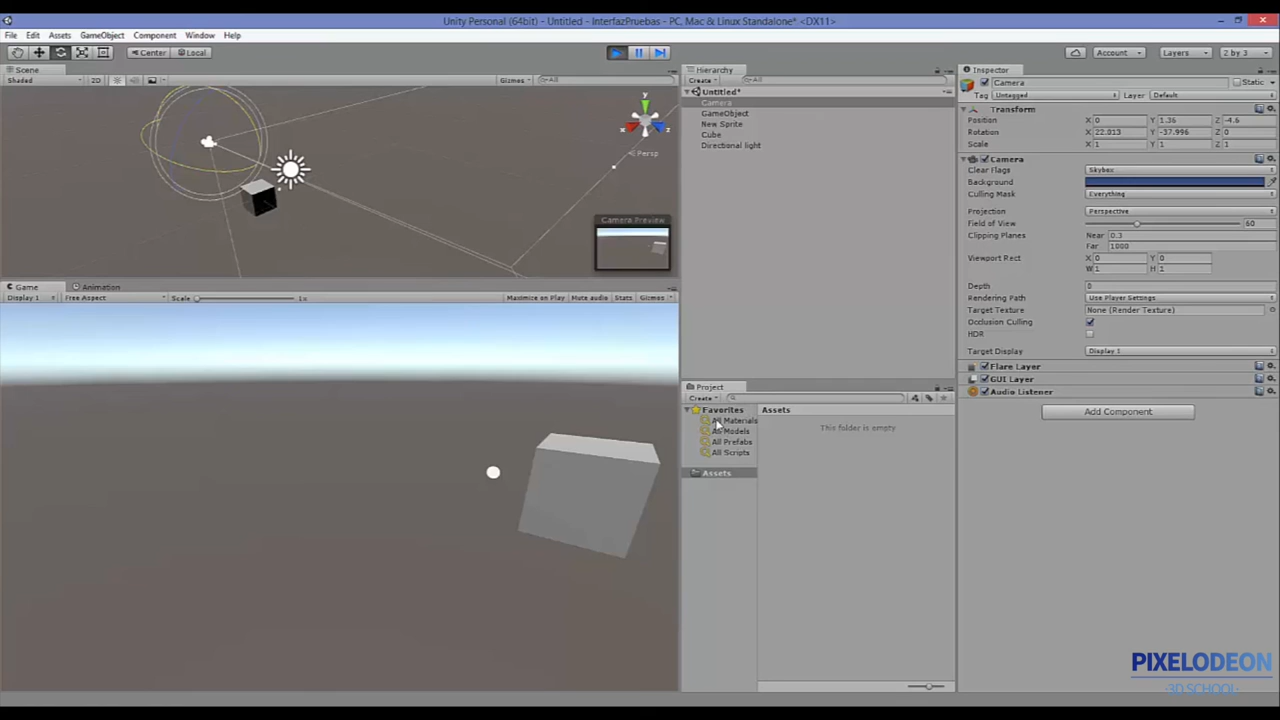 Unity Personal (64bit) - Untitled - InterfazPruebas - PC, Mac & Linux Standalone* <DX11>
File Edit Assets GameObject Component Window Help
Center Local Account Layers 2 by 3
Scene
Shaded 2D Gizmos All
y
x z
Persp
Camera Preview
Game Animation
Display 1 Free Aspect Scale 1x Maximize on Play Mute audio Stats Gizmos
Hierarchy
Create All
Untitled*
Camera
GameObject
New Sprite
Cube
Directional light
Project
Create
Favorites
All Materials
All Models
All Prefabs
All Scripts
Assets
Assets
This folder is empty
Inspector
Camera Static
Tag Untagged Layer Default
Transform
Position X 0 Y 1.36 Z -4.6
Rotation X 22.013 Y -37.996 Z 0
Scale X 1 Y 1 Z 1
Camera
Clear Flags Skybox
Background
Culling Mask Everything
Projection Perspective
Field of View 60
Clipping Planes Near 0.3
Far 1000
Viewport Rect X 0 Y 0
W 1 H 1
Depth 0
Rendering Path Use Player Settings
Target Texture None (Render Texture)
Occlusion Culling
HDR
Target Display Display 1
Flare Layer
GUI Layer
Audio Listener
Add Component
PIXELODEON
·3D SCHOOL·